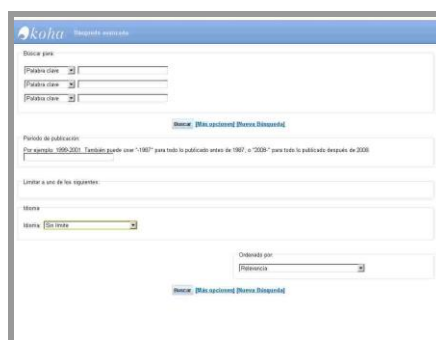 koha Búsqueda avanzada
Buscar para:
Palabra clave
Palabra clave
Palabra clave
Buscar [Más opciones] [Nueva Búsqueda]
Periodo de publicación:
Por ejemplo: 1999-2001. También puede usar "-1987" para todo lo publicado antes de 1987, o "2008-" para todo lo publicado después de 2008.
Limitar a uno de los siguientes:
Idioma
Idioma: Sin límite
Ordenado por:
Relevancia
Buscar [Más opciones] [Nueva Búsqueda]